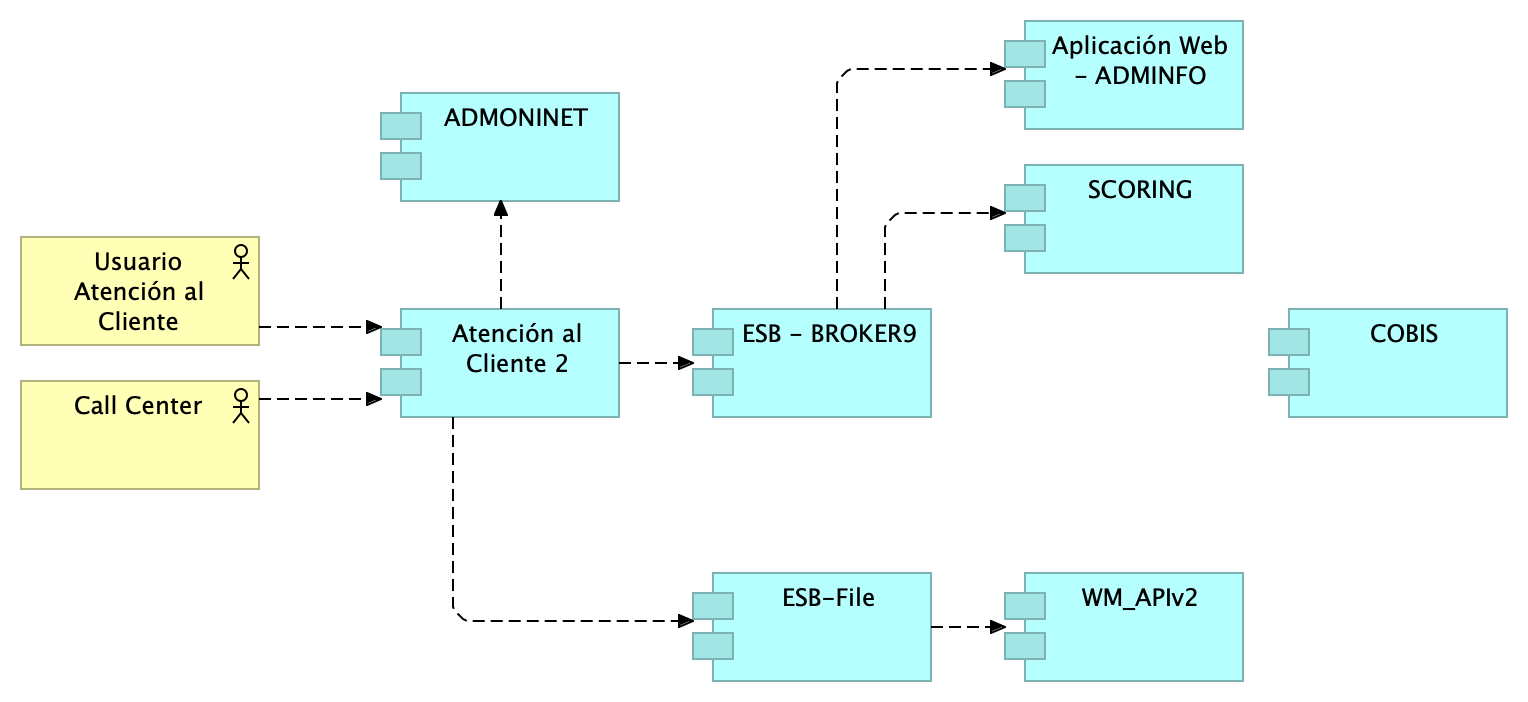 Aplicación Web
– ADMINFO
ADMONINET
SCORING
Usuario
Atención al
Cliente
Atención al
Cliente 2
ESB – BROKER9
COBIS
Call Center
ESB-File
WM_APIv2